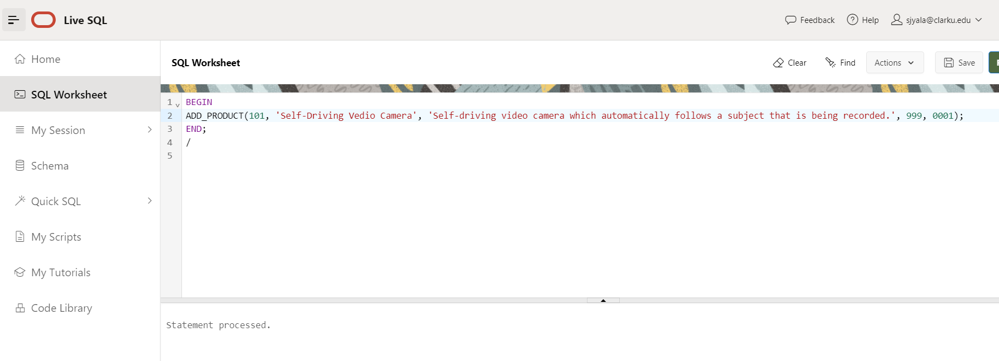 Live SQL
Feedback
Help
sjyala@clarku.edu
Home
SQL Worksheet
My Session
Schema
Quick SQL
My Scripts
My Tutorials
Code Library
SQL Worksheet
Clear
Find
Actions
Save
1 BEGIN
2 ADD_PRODUCT(101, 'Self-Driving Vedio Camera', 'Self-driving video camera which automatically follows a subject that is being recorded.', 999, 0001);
3 END;
4 /
5
Statement processed.